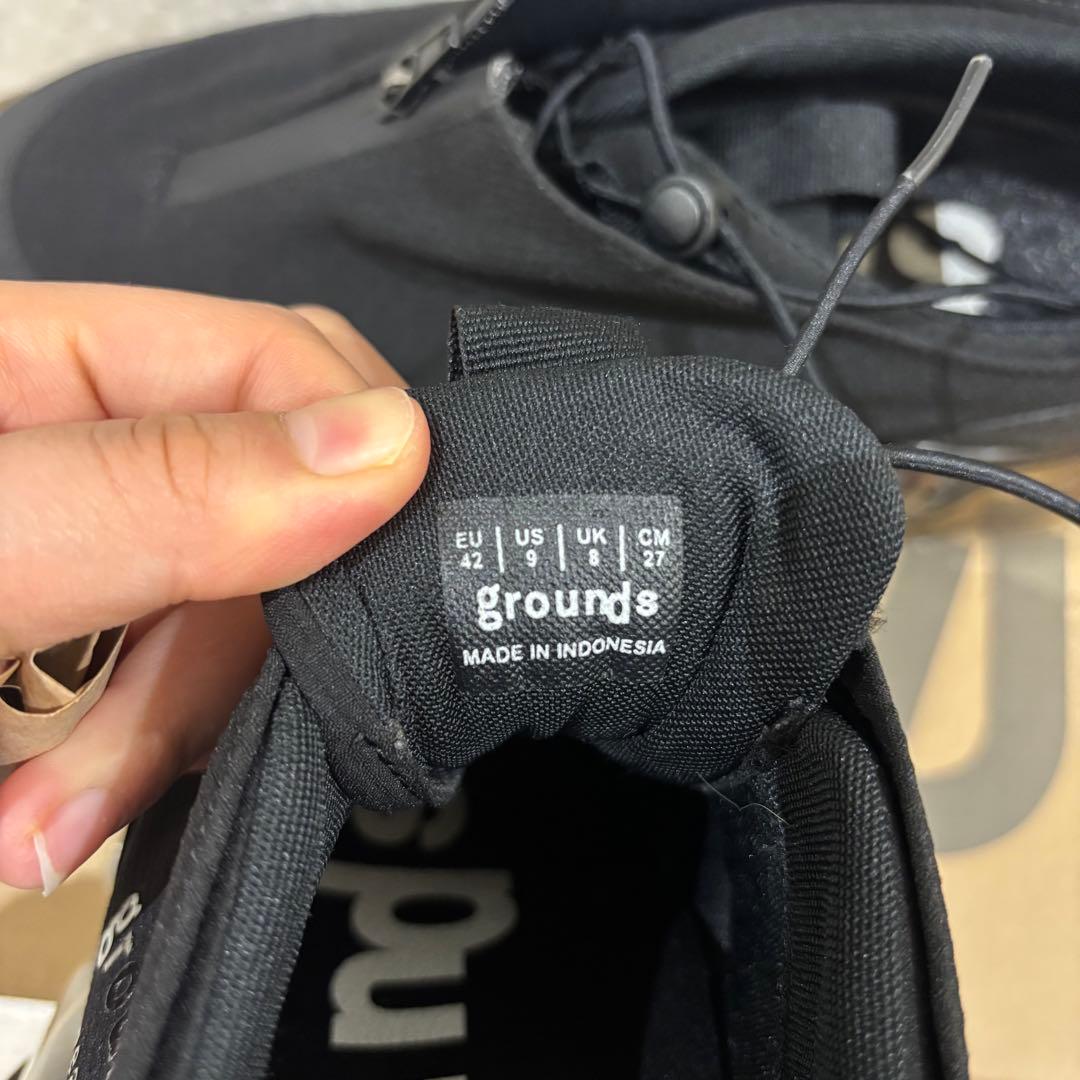 EU | US | UK | CM
42 | 9 | 8 | 27
grounds
MADE IN INDONESIA